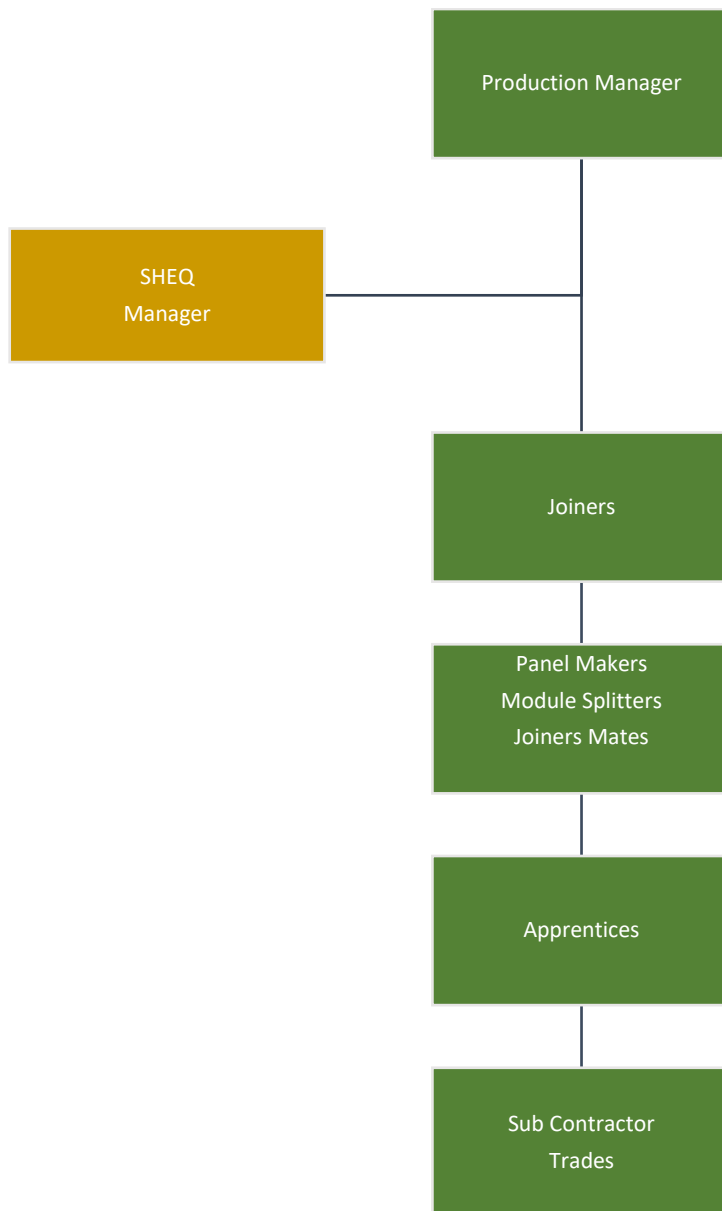 Production Manager
SHEQ
Manager
Joiners
Panel Makers
Module Splitters
Joiners Mates
Apprentices
Sub Contractor
Trades